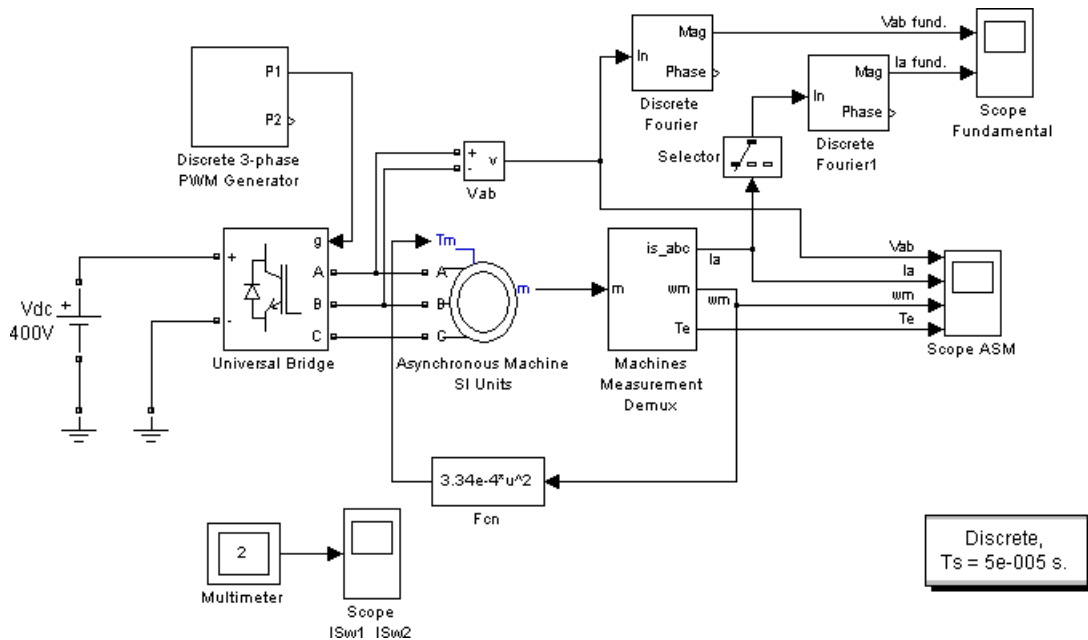 Vab fund.
Mag
In
Phase
Discrete
Fourier
Ia fund.
Mag
In
Phase
Discrete
Fourier1
Scope
Fundamental
P1
P2
Discrete 3-phase
PWM Generator
Selector
+
-
v
Vab
g
+
-
A
B
C
Universal Bridge
Vdc +
400V
Tm
A
B
C
m
Asynchronous Machine
SI Units
m
is_abc
wm
Te
Machines
Measurement
Demux
Ia
wm
Vab
Ia
wm
Te
Scope ASM
3.34e-4*u^2
Fcn
2
Multimeter
Scope
ISw1 ISw2
Discrete,
Ts = 5e-005 s.